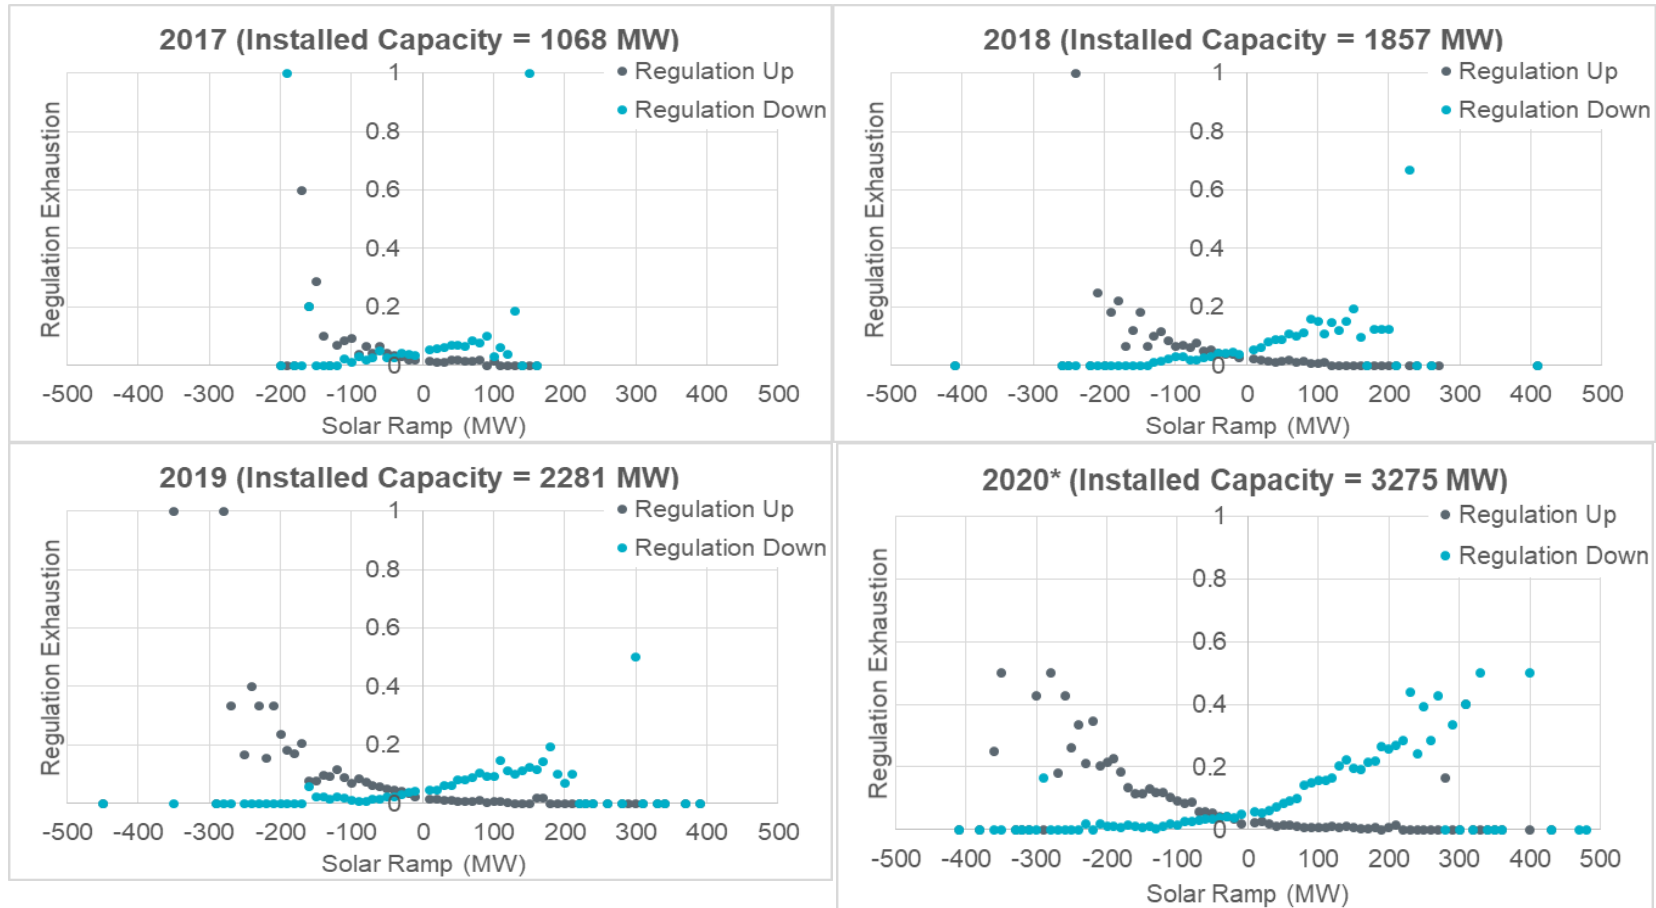 2017 (Installed Capacity = 1068 MW)
Regulation Up
Regulation Down
Regulation Exhaustion
1
0.8
0.6
0.4
0.2
0
-500 -400 -300 -200 -100 0 100 200 300 400 500
Solar Ramp (MW)
2018 (Installed Capacity = 1857 MW)
Regulation Up
Regulation Down
Regulation Exhaustion
1
0.8
0.6
0.4
0.2
0
-500 -400 -300 -200 -100 0 100 200 300 400 500
Solar Ramp (MW)
2019 (Installed Capacity = 2281 MW)
Regulation Up
Regulation Down
Regulation Exhaustion
1
0.8
0.6
0.4
0.2
0
-500 -400 -300 -200 -100 0 100 200 300 400 500
Solar Ramp (MW)
2020* (Installed Capacity = 3275 MW)
Regulation Up
Regulation Down
Regulation Exhaustion
1
0.8
0.6
0.4
0.2
0
-500 -400 -300 -200 -100 0 100 200 300 400 500
Solar Ramp (MW)